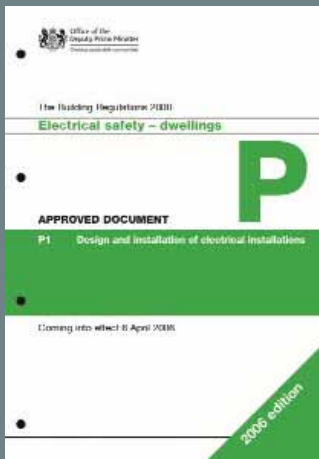 Office of the
Deputy Prime Minister
The Building Regulations 2000
Electrical safety – dwellings
P
APPROVED DOCUMENT
P1 Design and installation of electrical installations
Coming into effect 6 April 2006
2006 edition